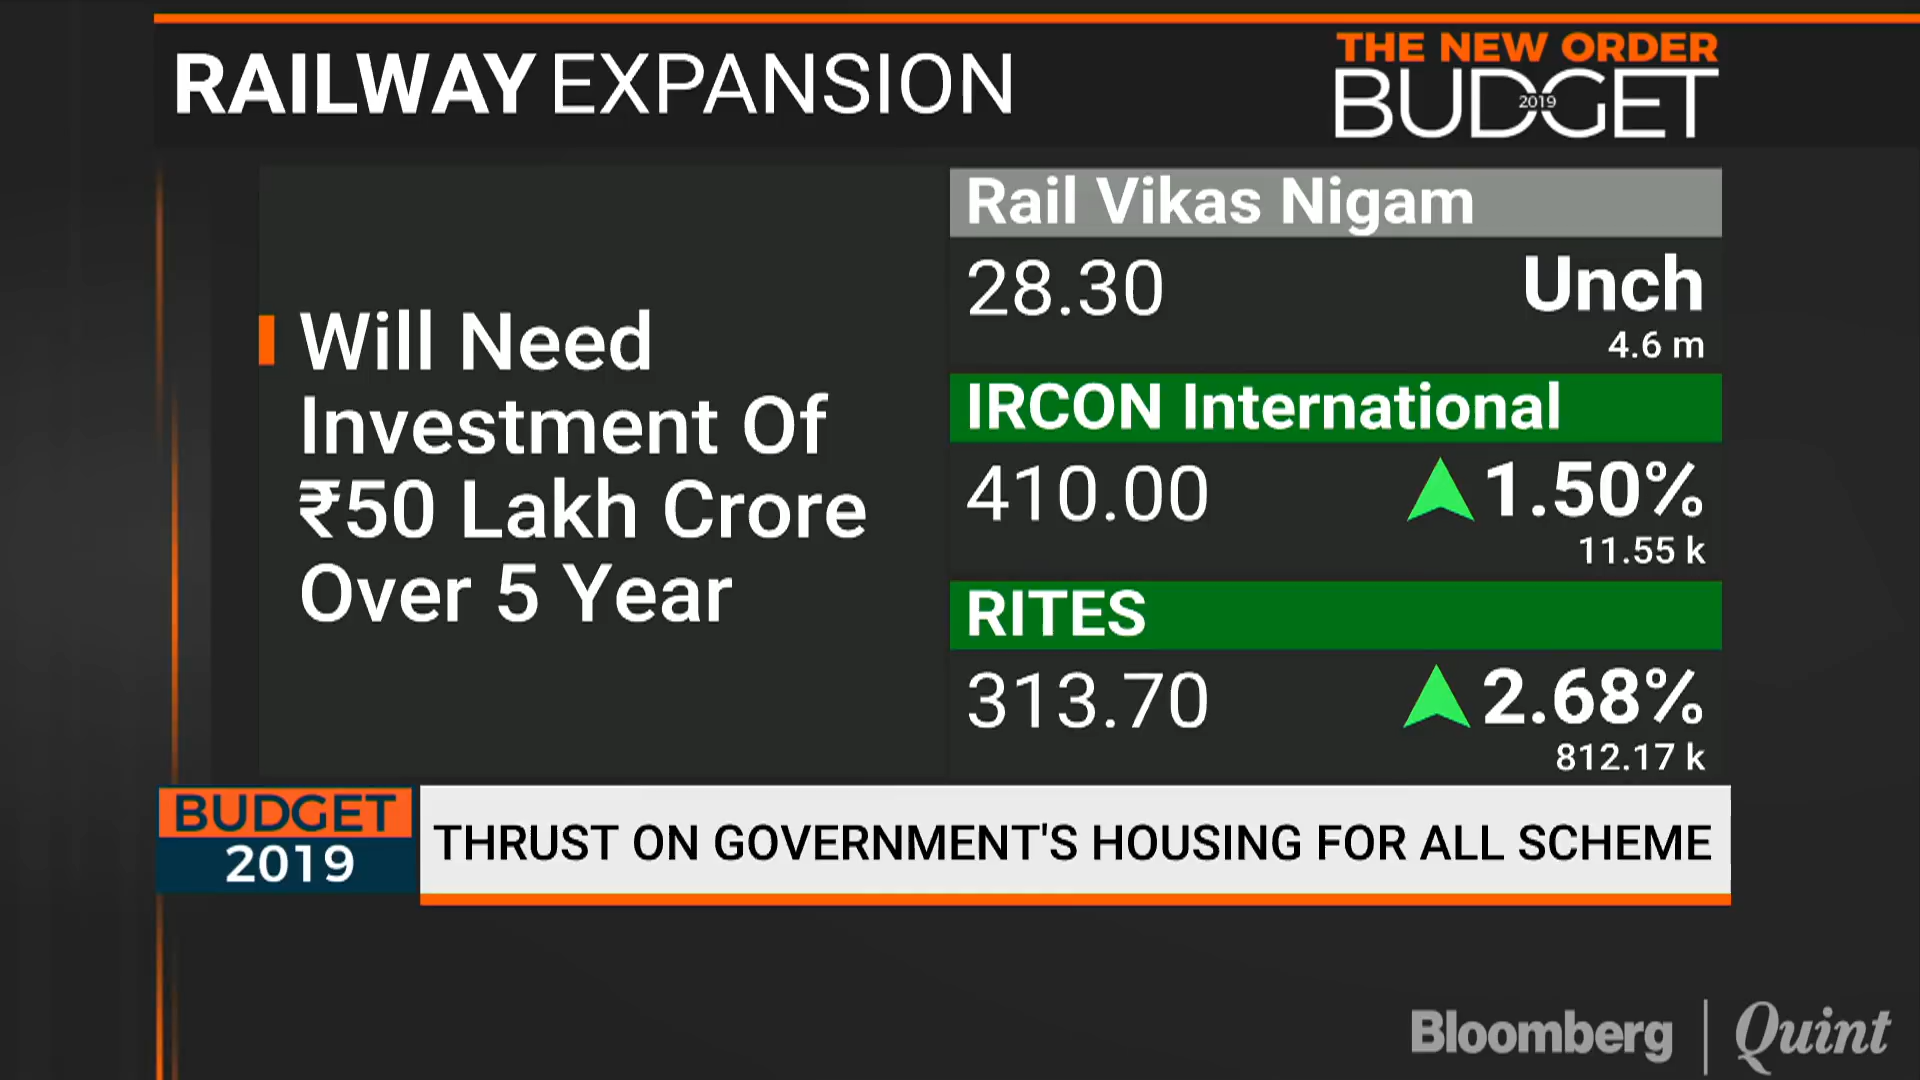 RAILWAY EXPANSION
THE NEW ORDER
BUDGET
2019
Will Need
Investment Of
₹50 Lakh Crore
Over 5 Year
Rail Vikas Nigam
28.30 Unch
4.6 m
IRCON International
410.00 1.50%
11.55 k
RITES
313.70 2.68%
812.17 k
BUDGET
2019
THRUST ON GOVERNMENT'S HOUSING FOR ALL SCHEME
Bloomberg | Quint